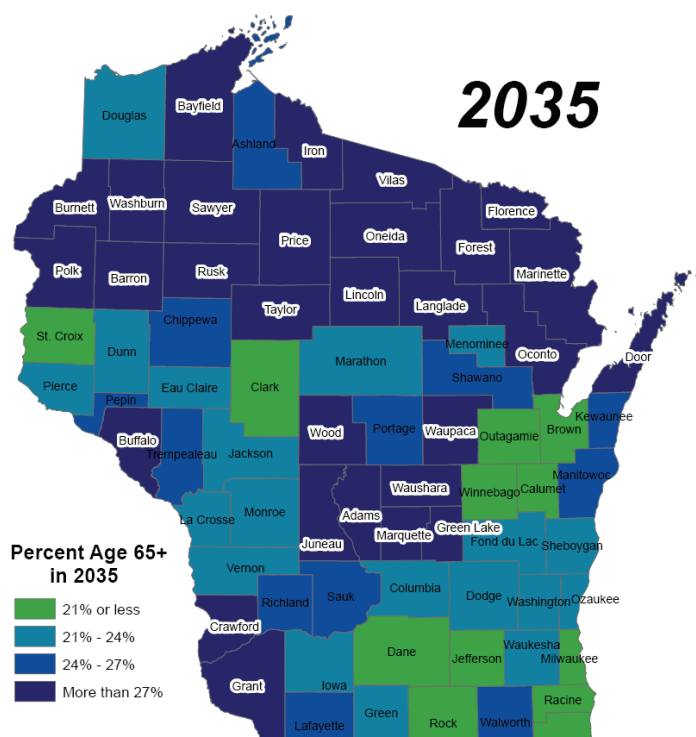 2035
Bayfield
Douglas
Ashland
Iron
Vilas
Burnett
Washburn
Sawyer
Florence
Price
Oneida
Forest
Marinette
Polk
Barron
Rusk
Lincoln
Langlade
Taylor
Chippewa
St. Croix
Dunn
Menominee
Oconto
Door
Marathon
Shawano
Pierce
Eau Claire
Clark
Pepin
Buffalo
Wood
Portage
Waupaca
Kewaunee
Outagamie
Brown
Trempealeau
Jackson
Waushara
Winnebago
Calumet
Manitowoc
La Crosse
Monroe
Adams
Juneau
Marquette
Green Lake
Fond du Lac
Sheboygan
Percent Age 65+
in 2035
21% or less
21% - 24%
24% - 27%
More than 27%
Vernon
Richland
Sauk
Columbia
Dodge
Washington
Ozaukee
Crawford
Dane
Jefferson
Waukesha
Milwaukee
Grant
Iowa
Lafayette
Green
Rock
Walworth
Racine